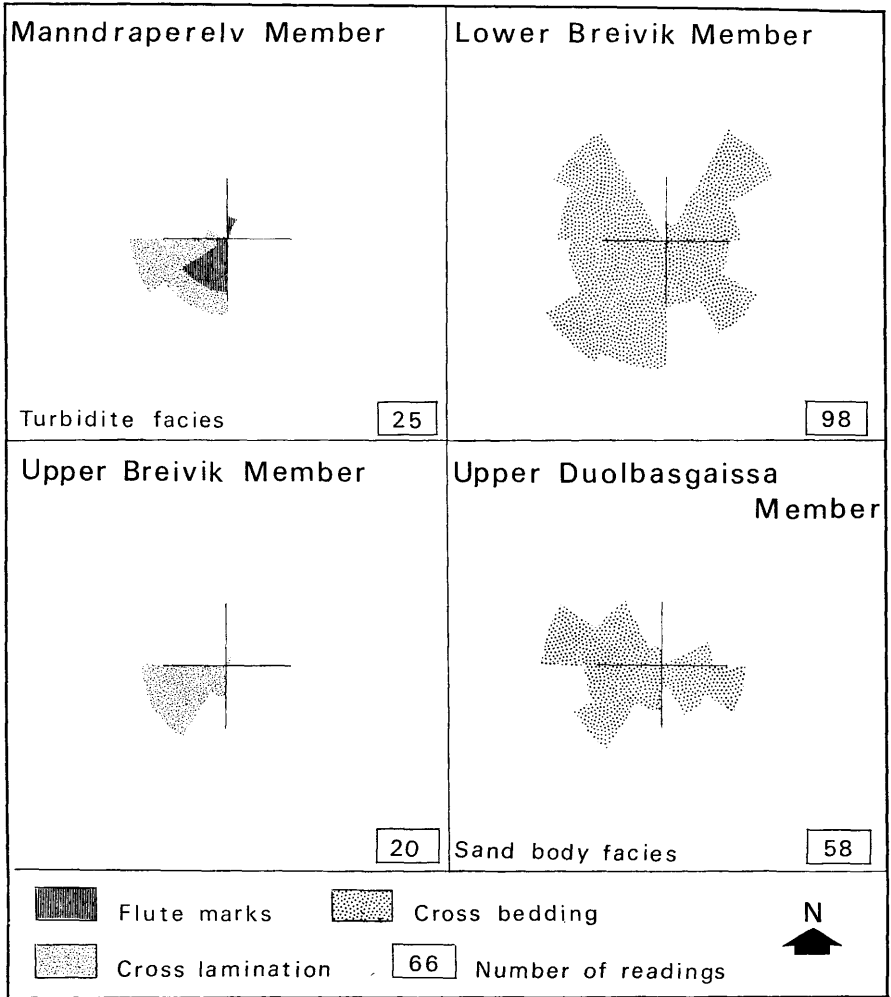 Manndraperelv Member
Turbidite facies
25
Lower Breivik Member
98
Upper Breivik Member
20
Upper Duolbasgaissa
Member
Sand body facies
58
Flute marks
Cross bedding
N
Cross lamination
66
Number of readings